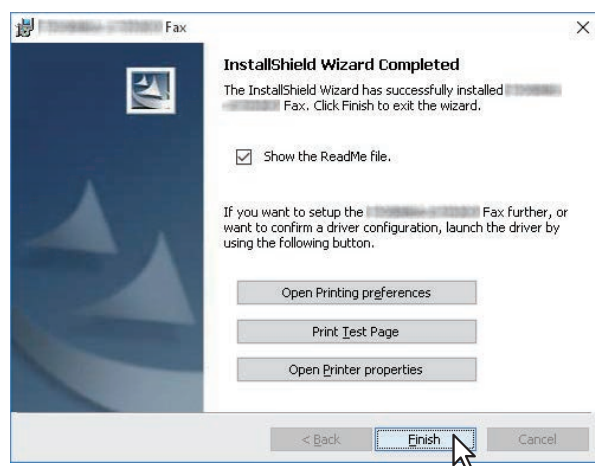 Fax
InstallShield Wizard Completed
The InstallShield Wizard has successfully installed
Fax. Click Finish to exit the wizard.
Show the ReadMe file.
If you want to setup the Fax further, or
want to confirm a driver configuration, launch the driver by
using the following button.
Open Printing preferences
Print Test Page
Open Printer properties
< Back
Finish
Cancel